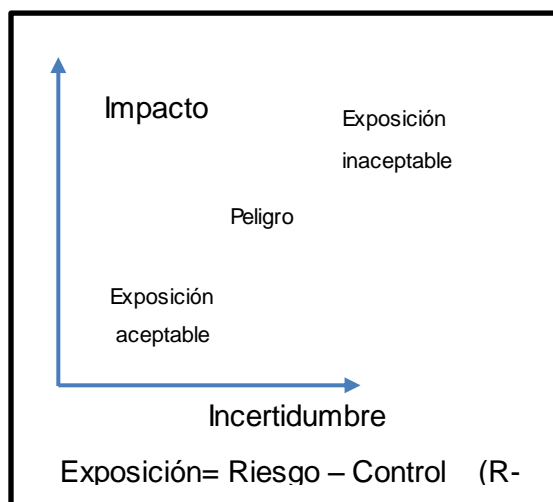 Impacto
Exposición
inaceptable
Peligro
Exposición
aceptable
Incertidumbre
Exposición= Riesgo – Control (R-